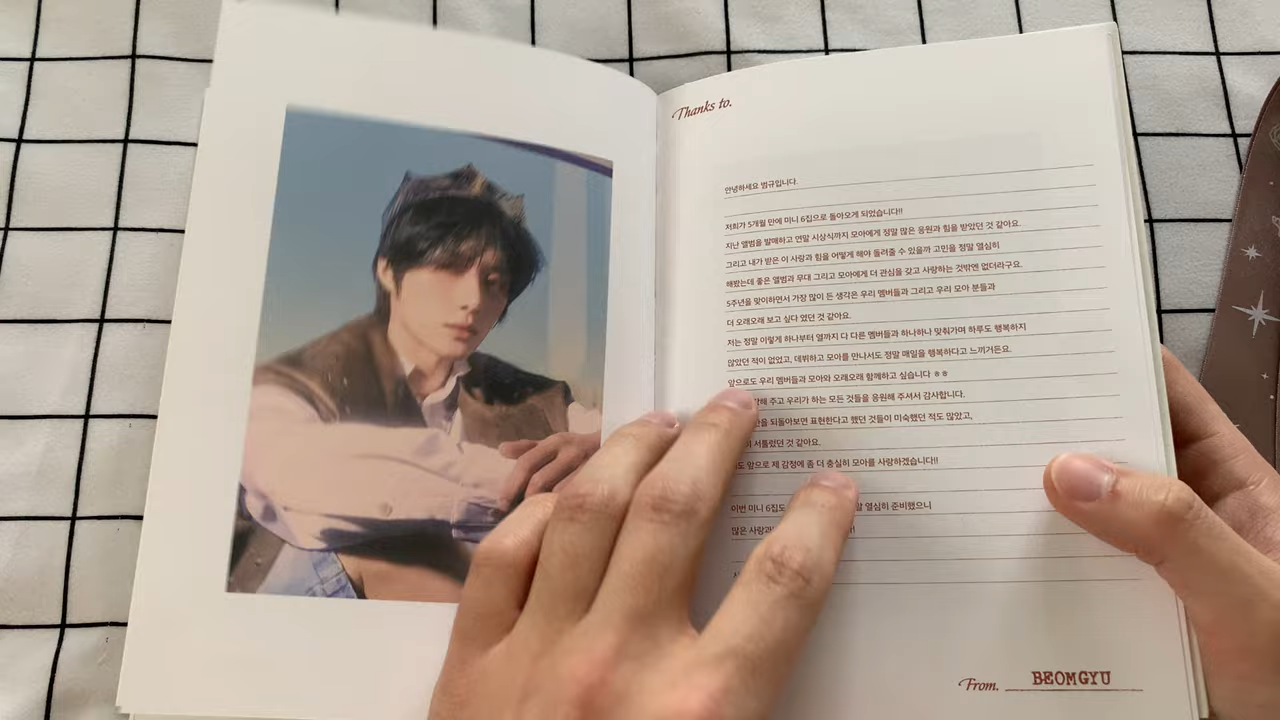 Thanks to.
안녕하세요 범규입니다.
저희가 5개월 만에 미니 6집으로 돌아오게 되었습니다!!
지난 앨범을 발매하고 연말 시상식까지 모아에게 정말 많은 응원과 힘을 받았던 것 같아요.
그리고 내가 받은 이 사랑과 힘을 어떻게 해야 돌려줄 수 있을까 고민을 정말 열심히
해봤는데 좋은 앨범과 무대 그리고 모아에게 더 관심을 갖고 사랑하는 것밖엔 없더라구요.
5주년을 맞이하면서 가장 많이 든 생각은 우리 멤버들과 그리고 우리 모아 분들과
더 오래오래 보고 싶다 였던 것 같아요.
저는 정말 이렇게 하나부터 열까지 다 다른 멤버들과 하나하나 맞춰가며 하루도 행복하지
않았던 적이 없었고, 데뷔하고 모아를 만나서도 정말 매일을 행복하다고 느끼거든요.
앞으로도 우리 멤버들과 모아와 오래오래 함께하고 싶습니다 ㅎㅎ
해 주고 우리가 하는 모든 것들을 응원해 주셔서 감사합니다.
되돌아보면 표현한다고 했던 것들이 미숙했던 적도 많았고,
서툴렀던 것 같아요.
앞으로 제 감정에 좀 더 충실히 모아를 사랑하겠습니다!!
이번 미니 6집도 열심히 준비했으니
많은 사랑과
From. BEOMGYU